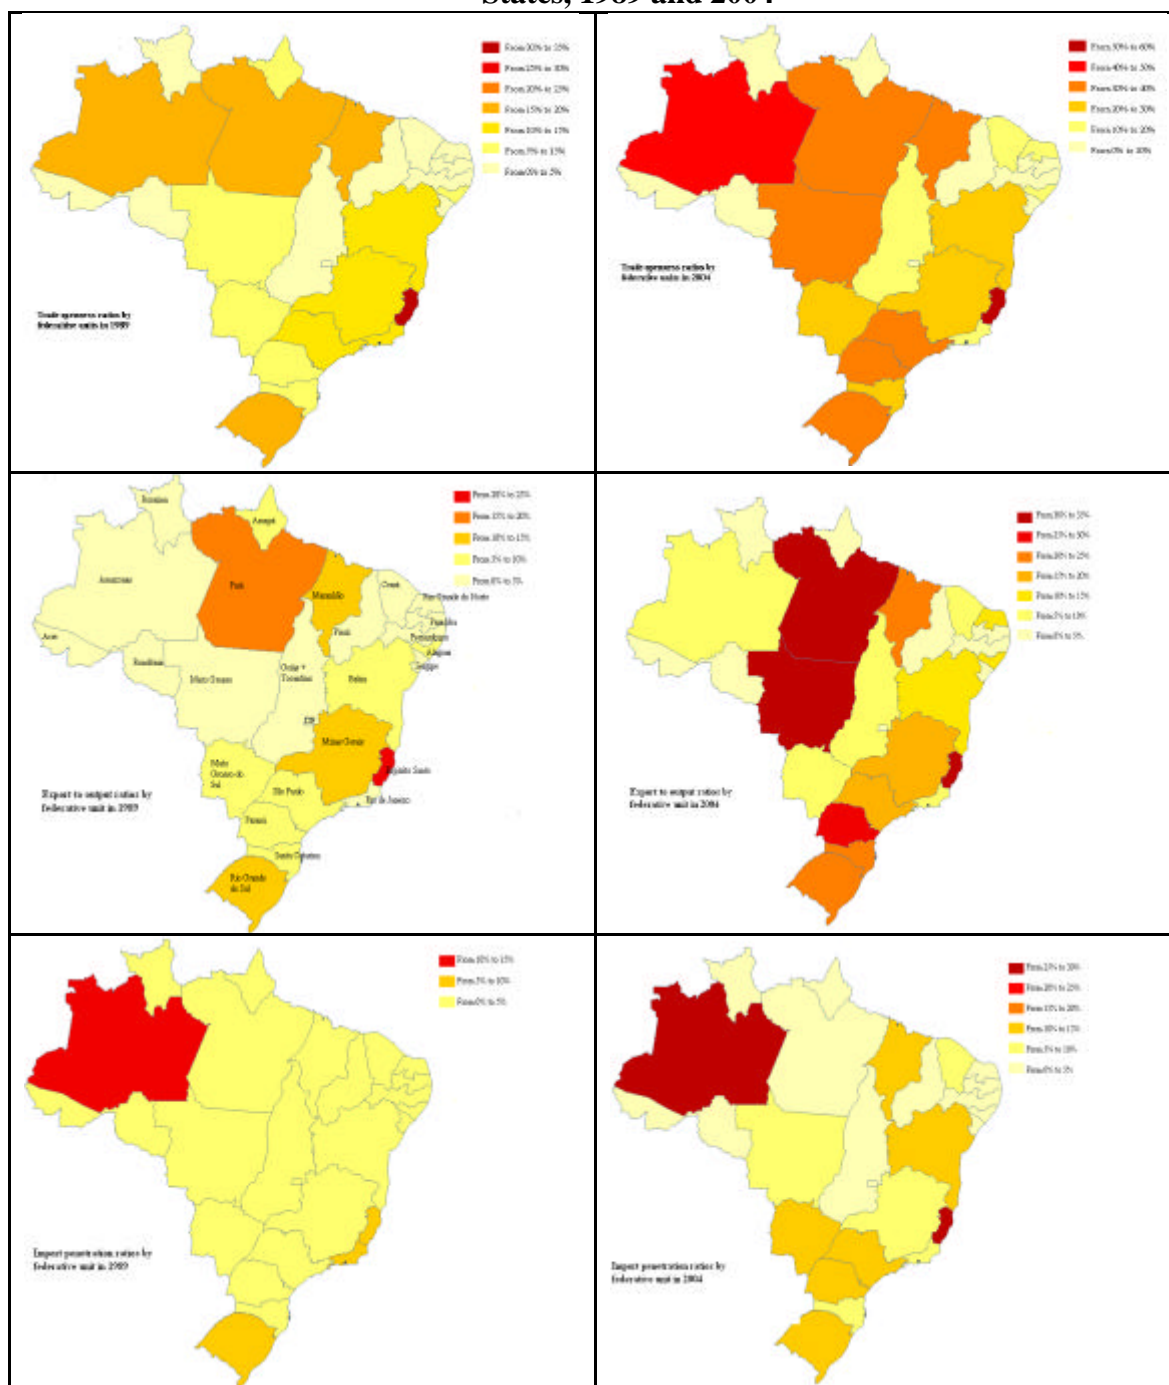 States, 1989 and 2004
From 30% to 35%
From 25% to 30%
From 20% to 25%
From 15% to 20%
From 10% to 15%
From 5% to 15%
From 0% to 5%
Trade openness ratios by
federative units in 1989
From 50% to 60%
From 40% to 50%
From 30% to 40%
From 20% to 30%
From 10% to 20%
From 0% to 10%
Trade openness ratios by
federative units in 2004
From 20% to 25%
From 15% to 20%
From 10% to 15%
From 5% to 10%
From 0% to 5%
Roraima
Amapá
Amazonas
Pará
Maranhão
Ceará
Rio Grande do Norte
Paraíba
Pernambuco
Alagoas
Sergipe
Piauí
Acre
Rondônia
Mato Grosso
Goiás +
Tocantins
Bahia
DF
Minas Gerais
Espírito Santo
Mato
Grosso do
Sul
São Paulo
Rio de Janeiro
Paraná
Santa Catarina
Rio Grande
do Sul
Export to output ratios by
federative unit in 1989
From 30% to 35%
From 25% to 30%
From 20% to 25%
From 15% to 20%
From 10% to 15%
From 5% to 10%
From 0% to 5%
Export to output ratios by
federative unit in 2004
From 10% to 15%
From 5% to 10%
From 0% to 5%
Import penetration ratios by
federative unit in 1989
From 25% to 30%
From 20% to 25%
From 15% to 20%
From 10% to 15%
From 5% to 10%
From 0% to 5%
Import penetration ratios by
federative unit in 2004